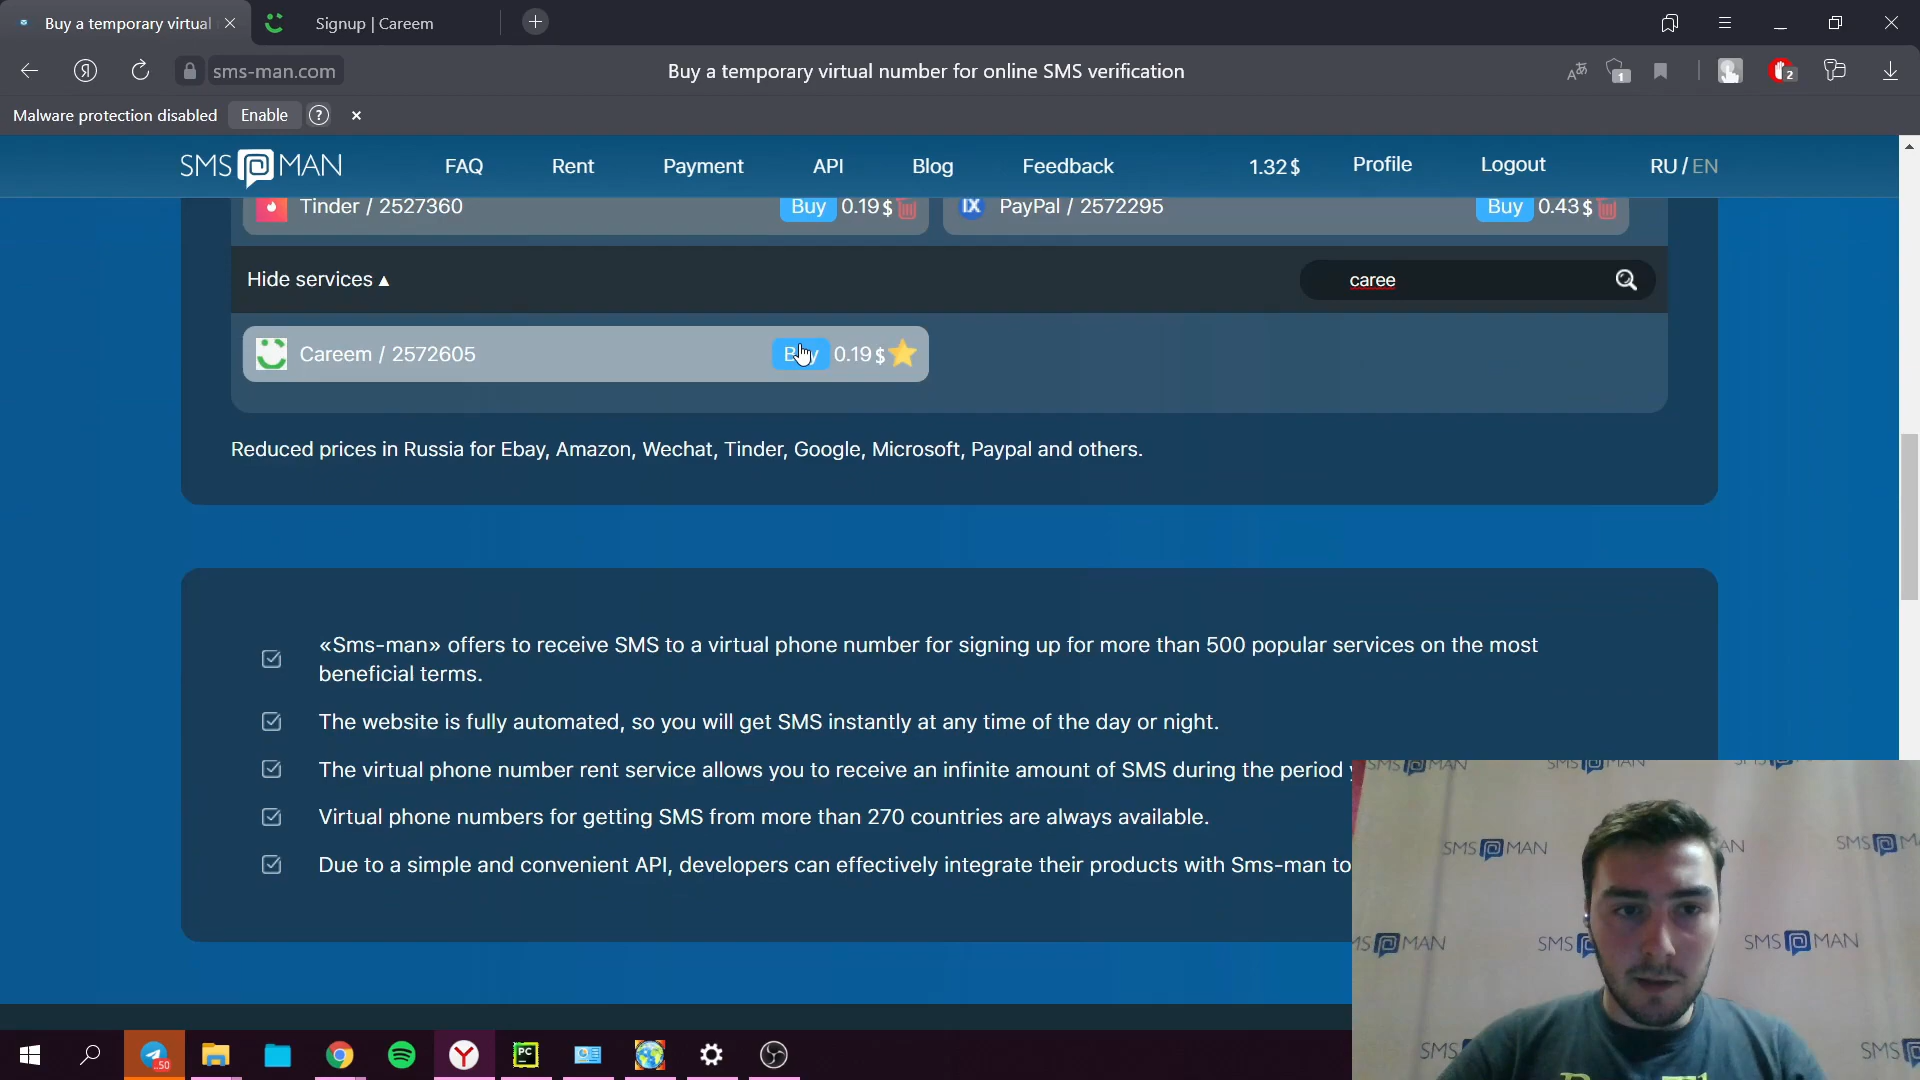 Buy a temporary virtual
Signup | Careem
sms-man.com
Buy a temporary virtual number for online SMS verification
1
2
Malware protection disabled Enable ?
SMS MAN
FAQ Rent Payment API Blog Feedback 1.32$ Profile Logout RU / EN
Tinder / 2527360 Buy 0.19$
PayPal / 2572295 Buy 0.43$
Hide services ▴
caree
Careem / 2572605 Buy 0.19$
Reduced prices in Russia for Ebay, Amazon, Wechat, Tinder, Google, Microsoft, Paypal and others.
«Sms-man» offers to receive SMS to a virtual phone number for signing up for more than 500 popular services on the most
beneficial terms.
The website is fully automated, so you will get SMS instantly at any time of the day or night.
The virtual phone number rent service allows you to receive an infinite amount of SMS during the period
Virtual phone numbers for getting SMS from more than 270 countries are always available.
Due to a simple and convenient API, developers can effectively integrate their products with Sms-man to
SMS MAN
SMS MAN
SMS MAN
50
PC